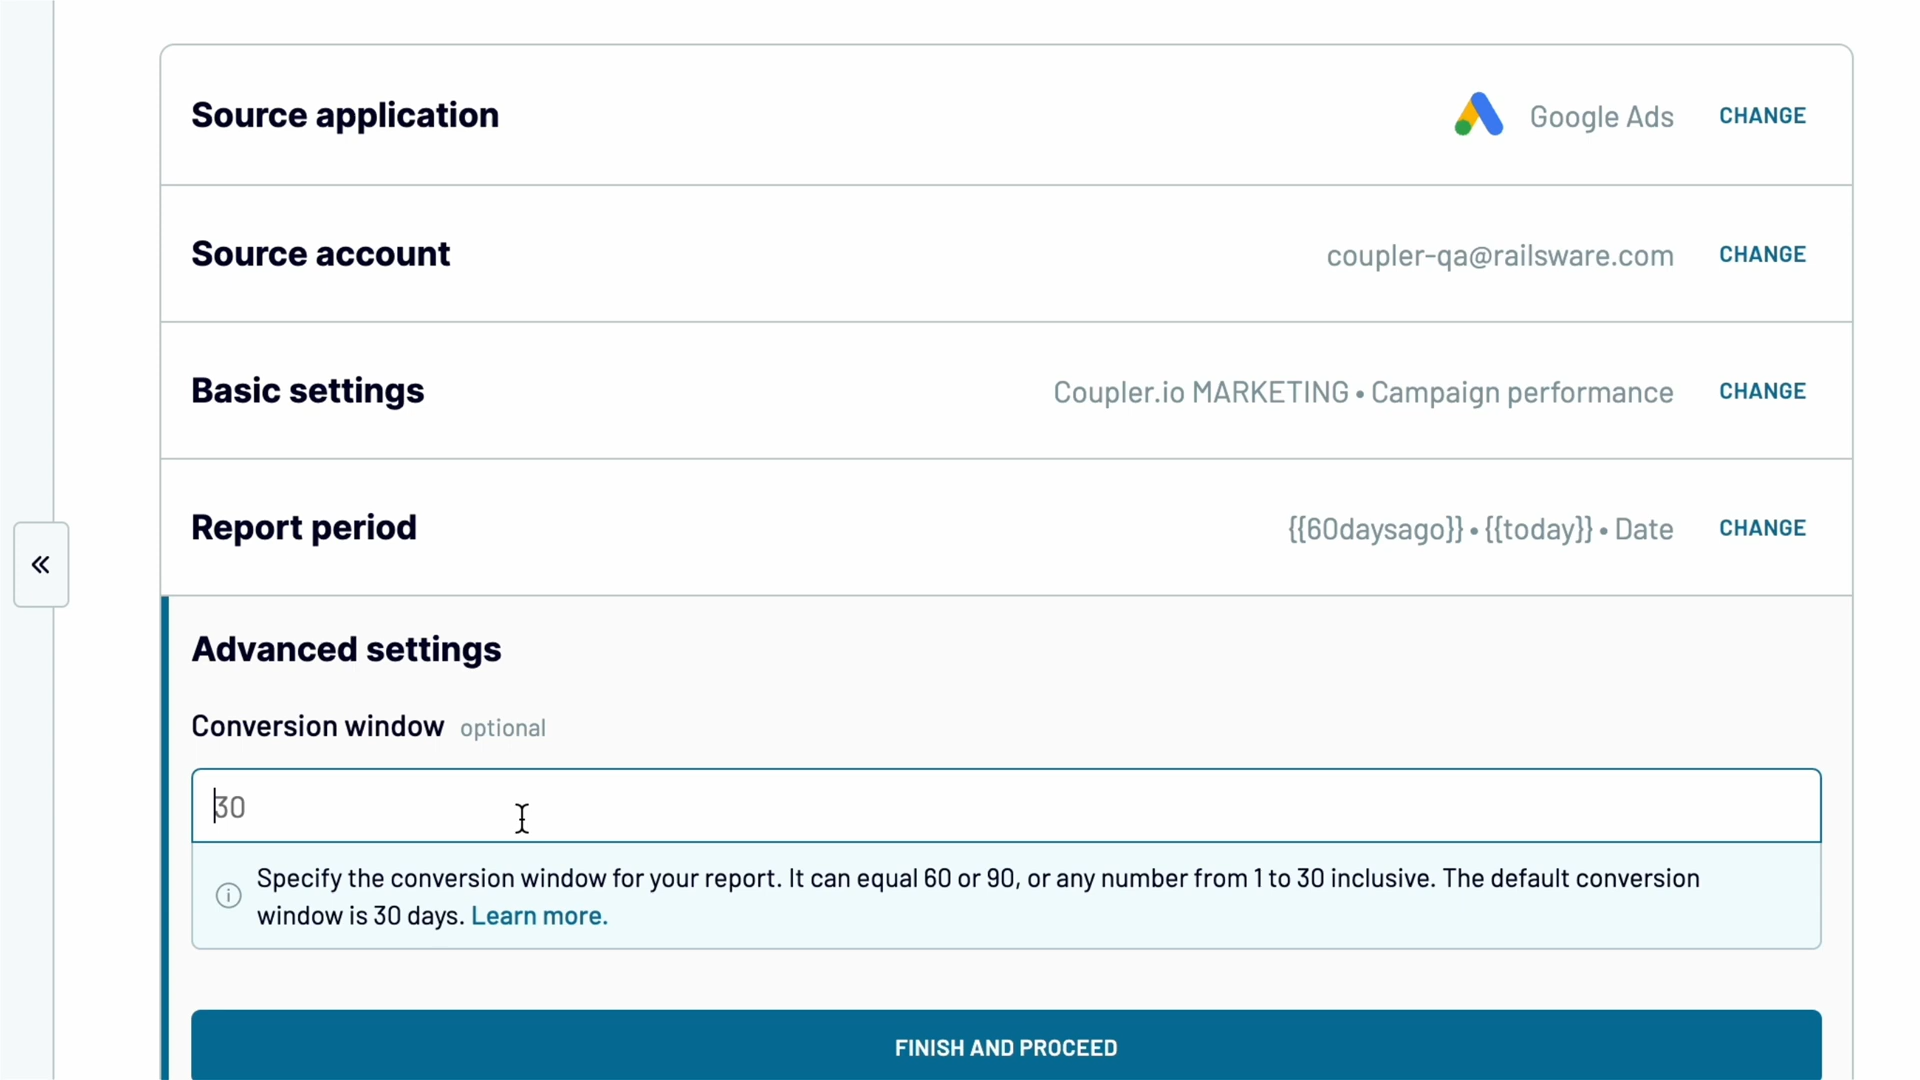 Source application
Google Ads CHANGE
Source account
coupler-qa@railsware.com CHANGE
Basic settings
Coupler.io MARKETING • Campaign performance CHANGE
Report period
{{60daysago}} • {{today}} • Date CHANGE
Advanced settings
Conversion window optional
30
Specify the conversion window for your report. It can equal 60 or 90, or any number from 1 to 30 inclusive. The default conversion
window is 30 days. Learn more.
FINISH AND PROCEED